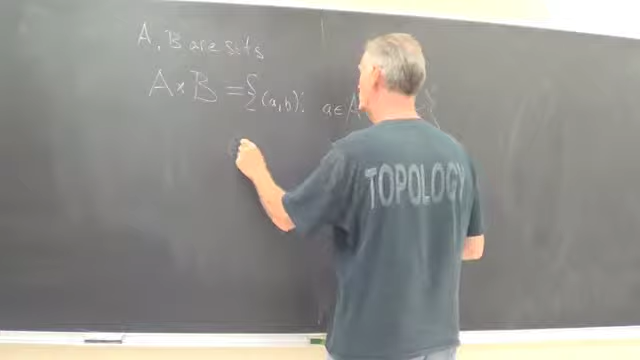 A, B are sets
A × B = { (a, b): a ∈ A
TOPOLOGY